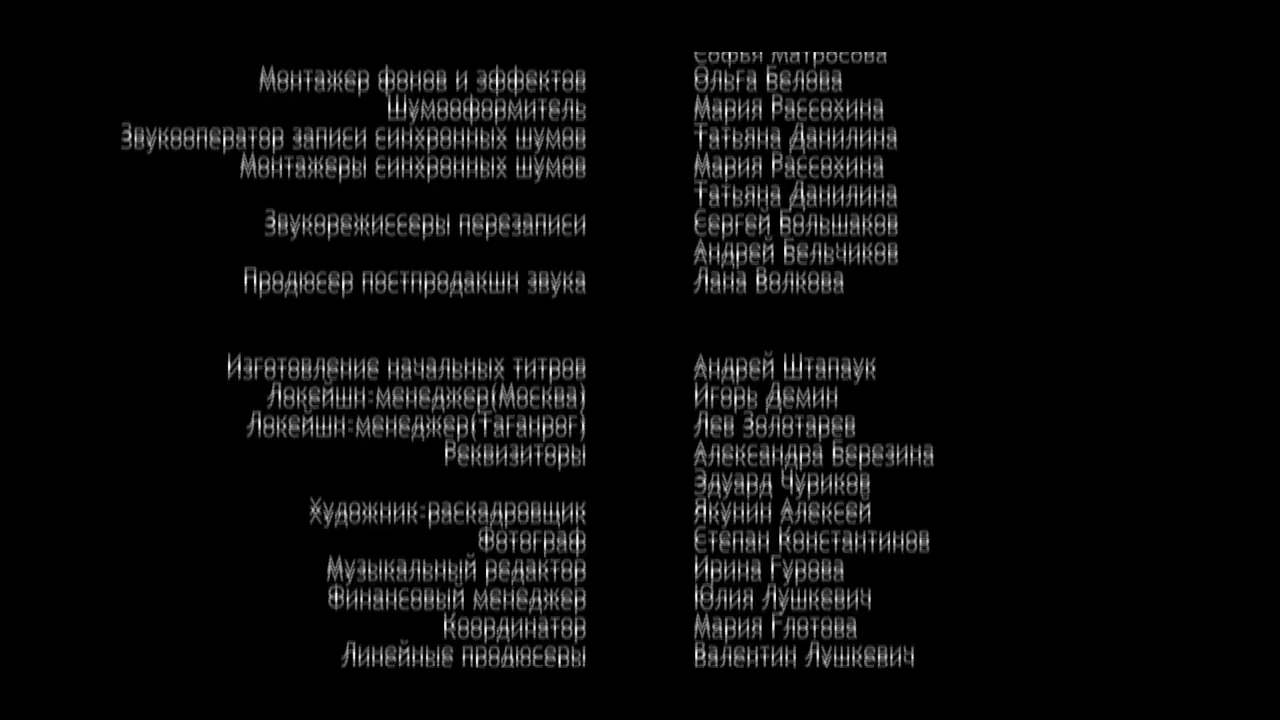 Софья Матросова
Монтажер фонов и эффектов Ольга Белова
Шумооформитель Мария Рассохина
Звукооператор записи синхронных шумов Татьяна Данилина
Монтажеры синхронных шумов Мария Рассохина
Татьяна Данилина
Звукорежиссеры перезаписи Сергей Большаков
Андрей Бельчиков
Продюсер постпродакшн звука Лана Волкова
Изготовление начальных титров Андрей Штапаук
Локейшн-менеджер(Москва) Игорь Демин
Локейшн-менеджер(Таганрог) Лев Золотарев
Реквизиторы Александра Березина
Эдуард Чуриков
Художник-раскадровщик Якунин Алексей
Фотограф Степан Константинов
Музыкальный редактор Ирина Гурова
Финансовый менеджер Юлия Лушкевич
Координатор Мария Глотова
Линейные продюсеры Валентин Лушкевич